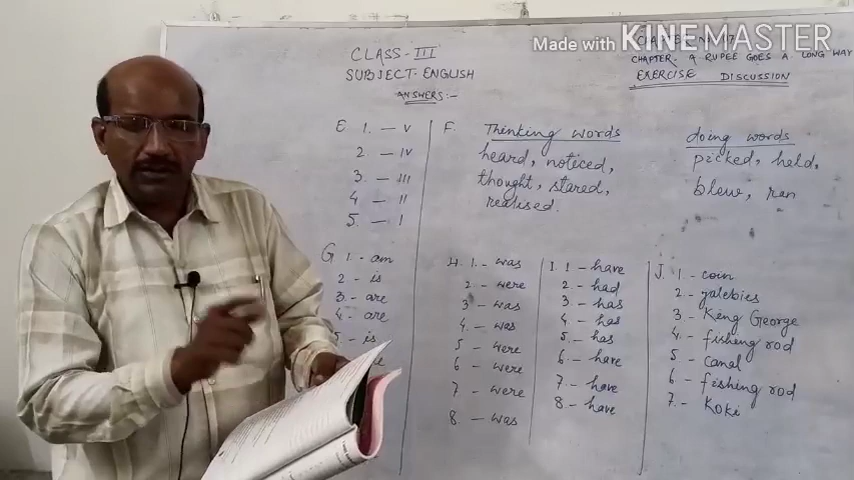 Made with KINEMASTER
CLASS-III
SUBJECT-ENGLISH
ANSWERS:-
CHAPTER- A RUPEE GOES A LONG WAY
EXERCISE DISCUSSION
E. 1. — V
2 — IV
3. — III
4 — II
5. — I
F. Thinking words
heard, noticed,
thought, stared,
realised.
doing words
picked, held,
blew, ran
G. 1. - am
2 - is
3. - are
4. - are
5 - is
H. 1. - was
2 - were
3 - was
4. - was
5 - were
6 - were
7 - were
8. - was
I. 1 - have
2 - had
3 - has
4 - has
5. - has
6 - have
7 - have
8 - have
J. 1 - coin
2 - jalebies
3 - King George
4 - fishing rod
5 - canal
6 - fishing rod
7. - Koki